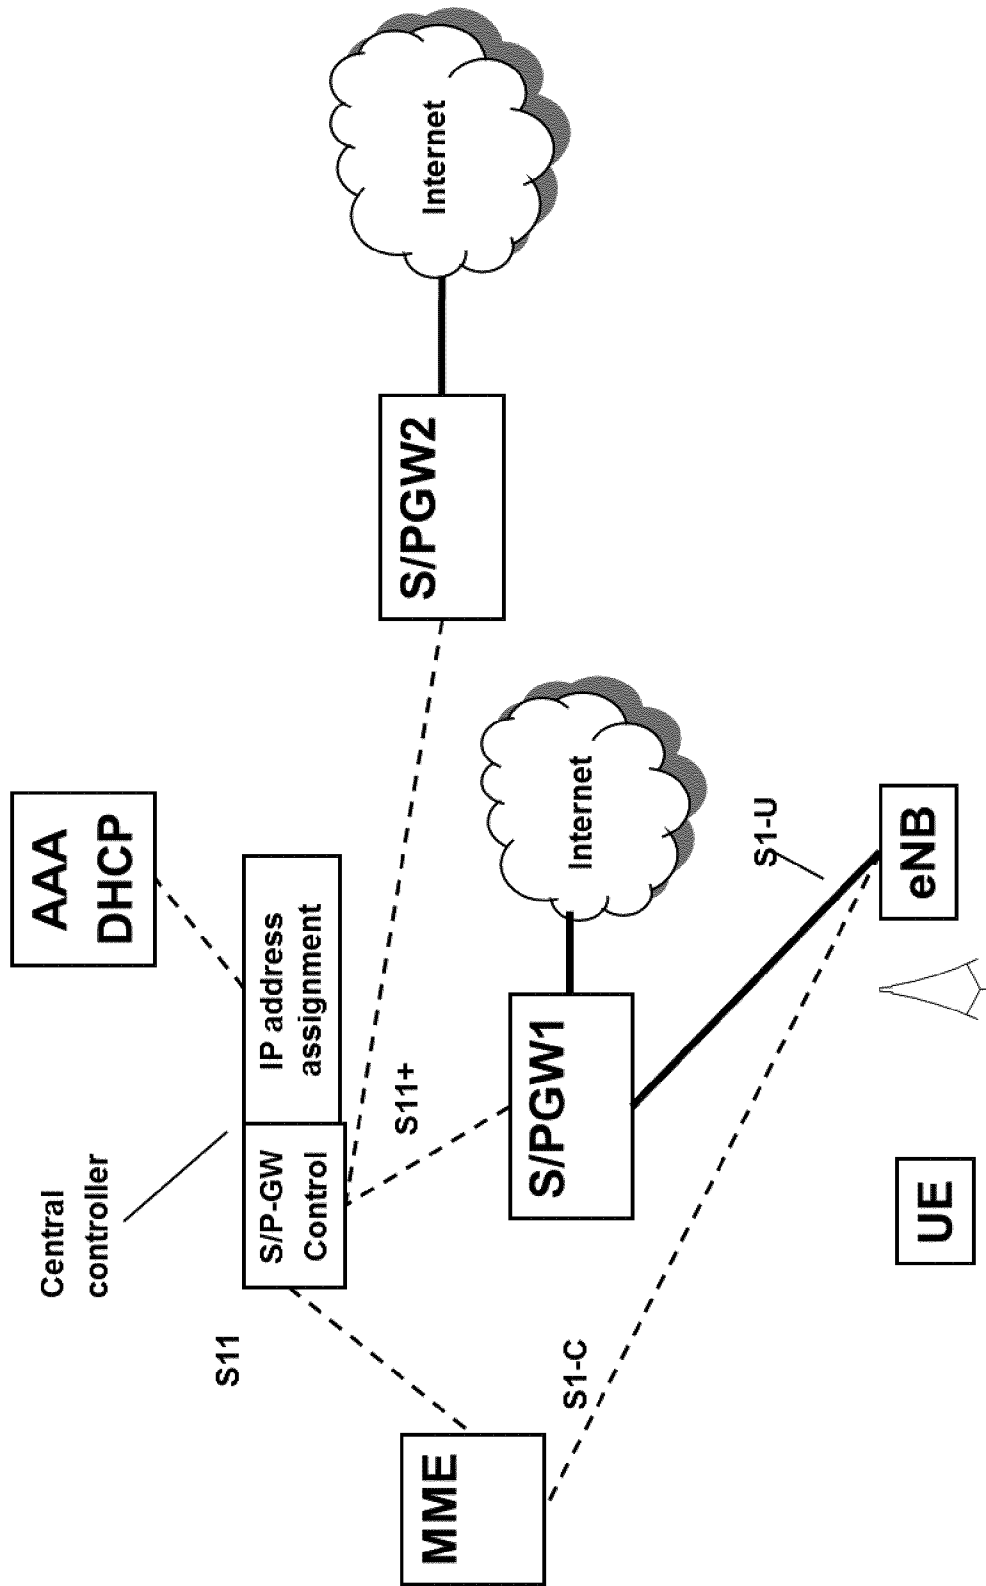 Central
controller
AAA
DHCP
S11
S/P-GW
Control
IP address
assignment
S11+
MME
S/PGW2
Internet
S1-C
S/PGW1
Internet
S1-U
UE
eNB